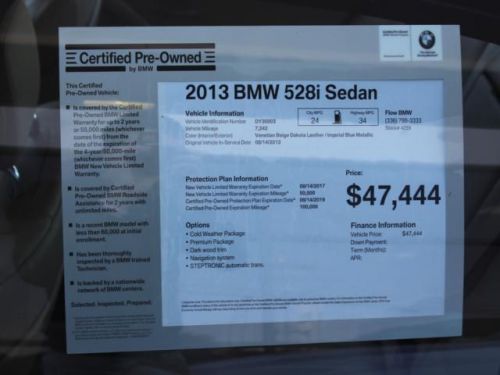 Certified Pre-Owned
by BMW
This Certified
Pre-Owned Vehicle:
Is covered by the Certified
Pre-Owned BMW Limited
Warranty for up to 2 years
or 50,000 miles (whichever
comes first) from the
date of the expiration of
the 4-year/50,000-mile
(whichever comes first)
BMW New Vehicle Limited
Warranty.
Is covered by BMW Roadside
Assistance for 2 years with
unlimited miles.
Is a recent BMW model with
less than 60,000 at initial
enrollment.
Has been thoroughly
inspected by a BMW trained
Technician.
Is backed by a nationwide
network of BMW centers.
Selected. Inspected. Prepared.
2013 BMW 528i Sedan
Vehicle Information
Vehicle Identification Number
Vehicle Mileage 7,242
Color (Interior/Exterior) Venetian Beige Dakota Leather / Imperial Blue Metallic
Original Vehicle In-Service Date 09/14/2013
City MPG 24
Highway MPG 34
Flow BMW
(336) 788-3333
Protection Plan Information
New Vehicle Limited Warranty Expiration Date* 09/14/2017
New Vehicle Limited Warranty Expiration Mileage* 50,000
Certified Pre-Owned Protection Plan Expiration Date* 09/14/2019
Certified Pre-Owned Expiration Mileage* 100,000
Price:
$47,444
Options
• Cold Weather Package
• Premium Package
• Dark wood trim
• Navigation system
• STEPTRONIC automatic trans.
Finance Information
Vehicle Price: $47,444
Down Payment:
Term (Months):
APR: